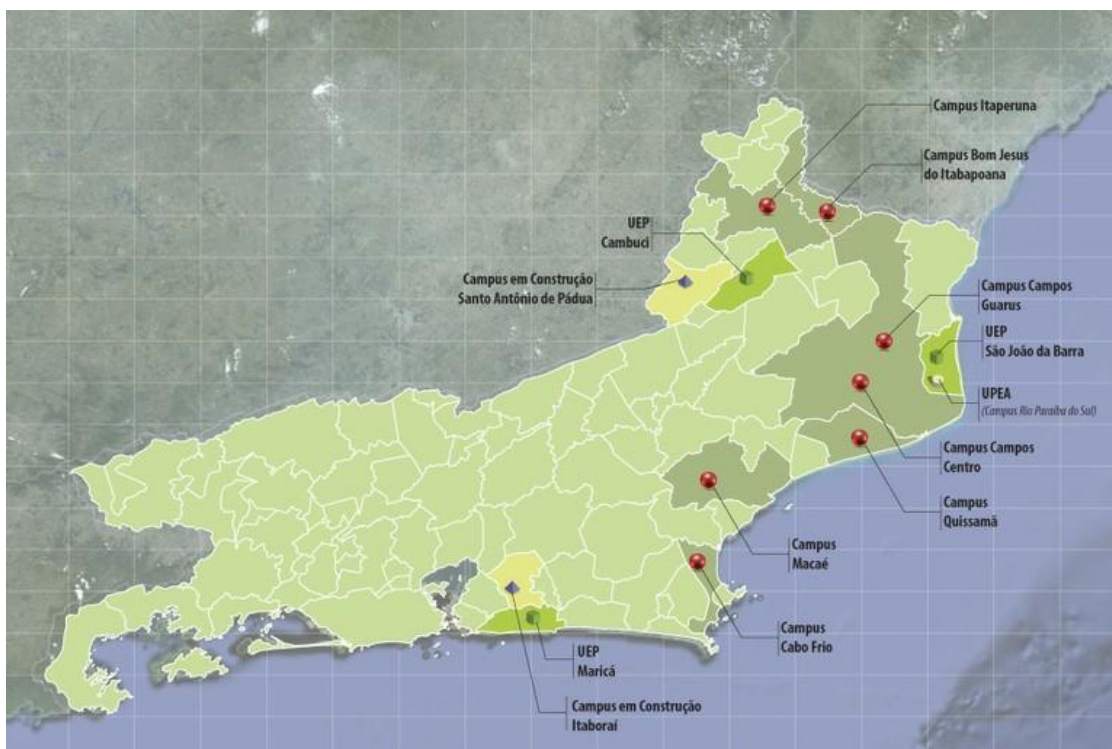 Campus Itaperuna
Campus Bom Jesus
do Itabapoana
UEP
Cambuci
Campus em Construção
Santo Antônio de Pádua
Campus Campos
Guarus
UEP
São João da Barra
UPEA
(Campus Rio Paraíba do Sul)
Campus Campos
Centro
Campus
Quissamã
Campus
Macaé
Campus
Cabo Frio
UEP
Maricá
Campus em Construção
Itaboraí